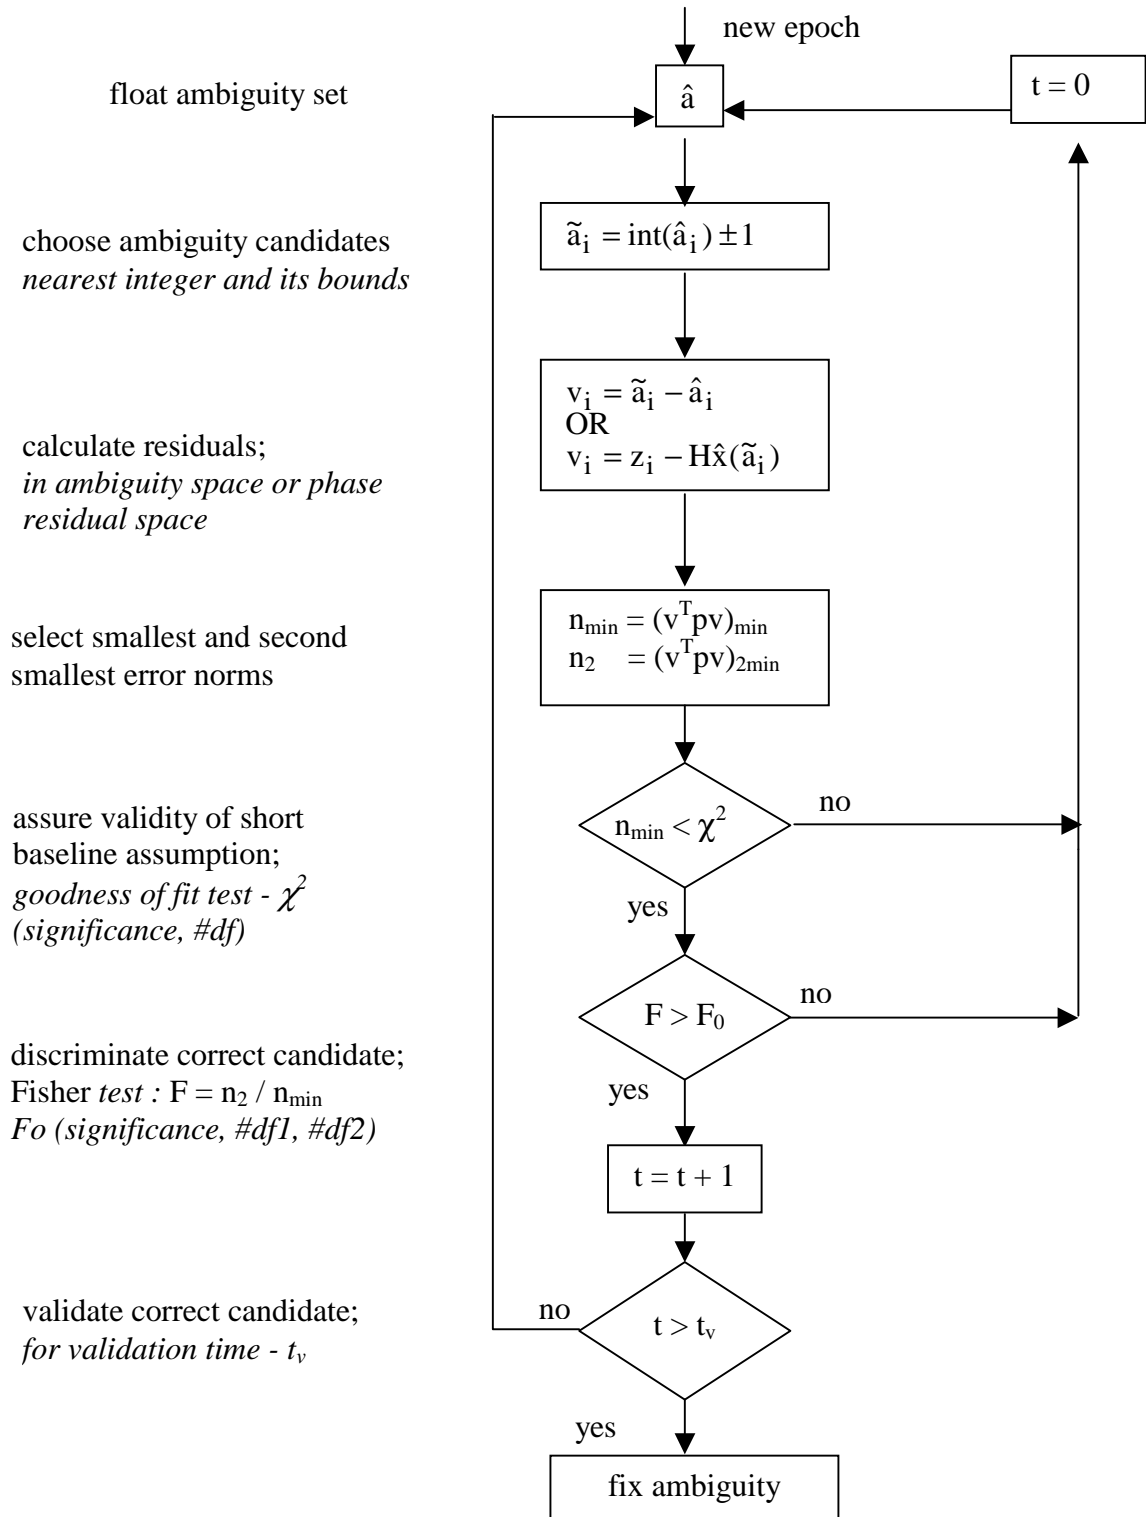 new epoch
float ambiguity set
â
t = 0
choose ambiguity candidates
nearest integer and its bounds
ã_i = int(â_i) ± 1
calculate residuals;
in ambiguity space or phase
residual space
v_i = ã_i − â_i
OR
v_i = z_i − Hx̂(ã_i)
select smallest and second
smallest error norms
n_min = (v^T pv)_min
n_2 = (v^T pv)_2min
assure validity of short
baseline assumption;
goodness of fit test - χ^2
(significance, #df)
n_min < χ^2
no
yes
discriminate correct candidate;
Fisher test : F = n_2 / n_min
Fo (significance, #df1, #df2)
F > F_0
no
yes
t = t + 1
validate correct candidate;
for validation time - t_v
no
t > t_v
yes
fix ambiguity